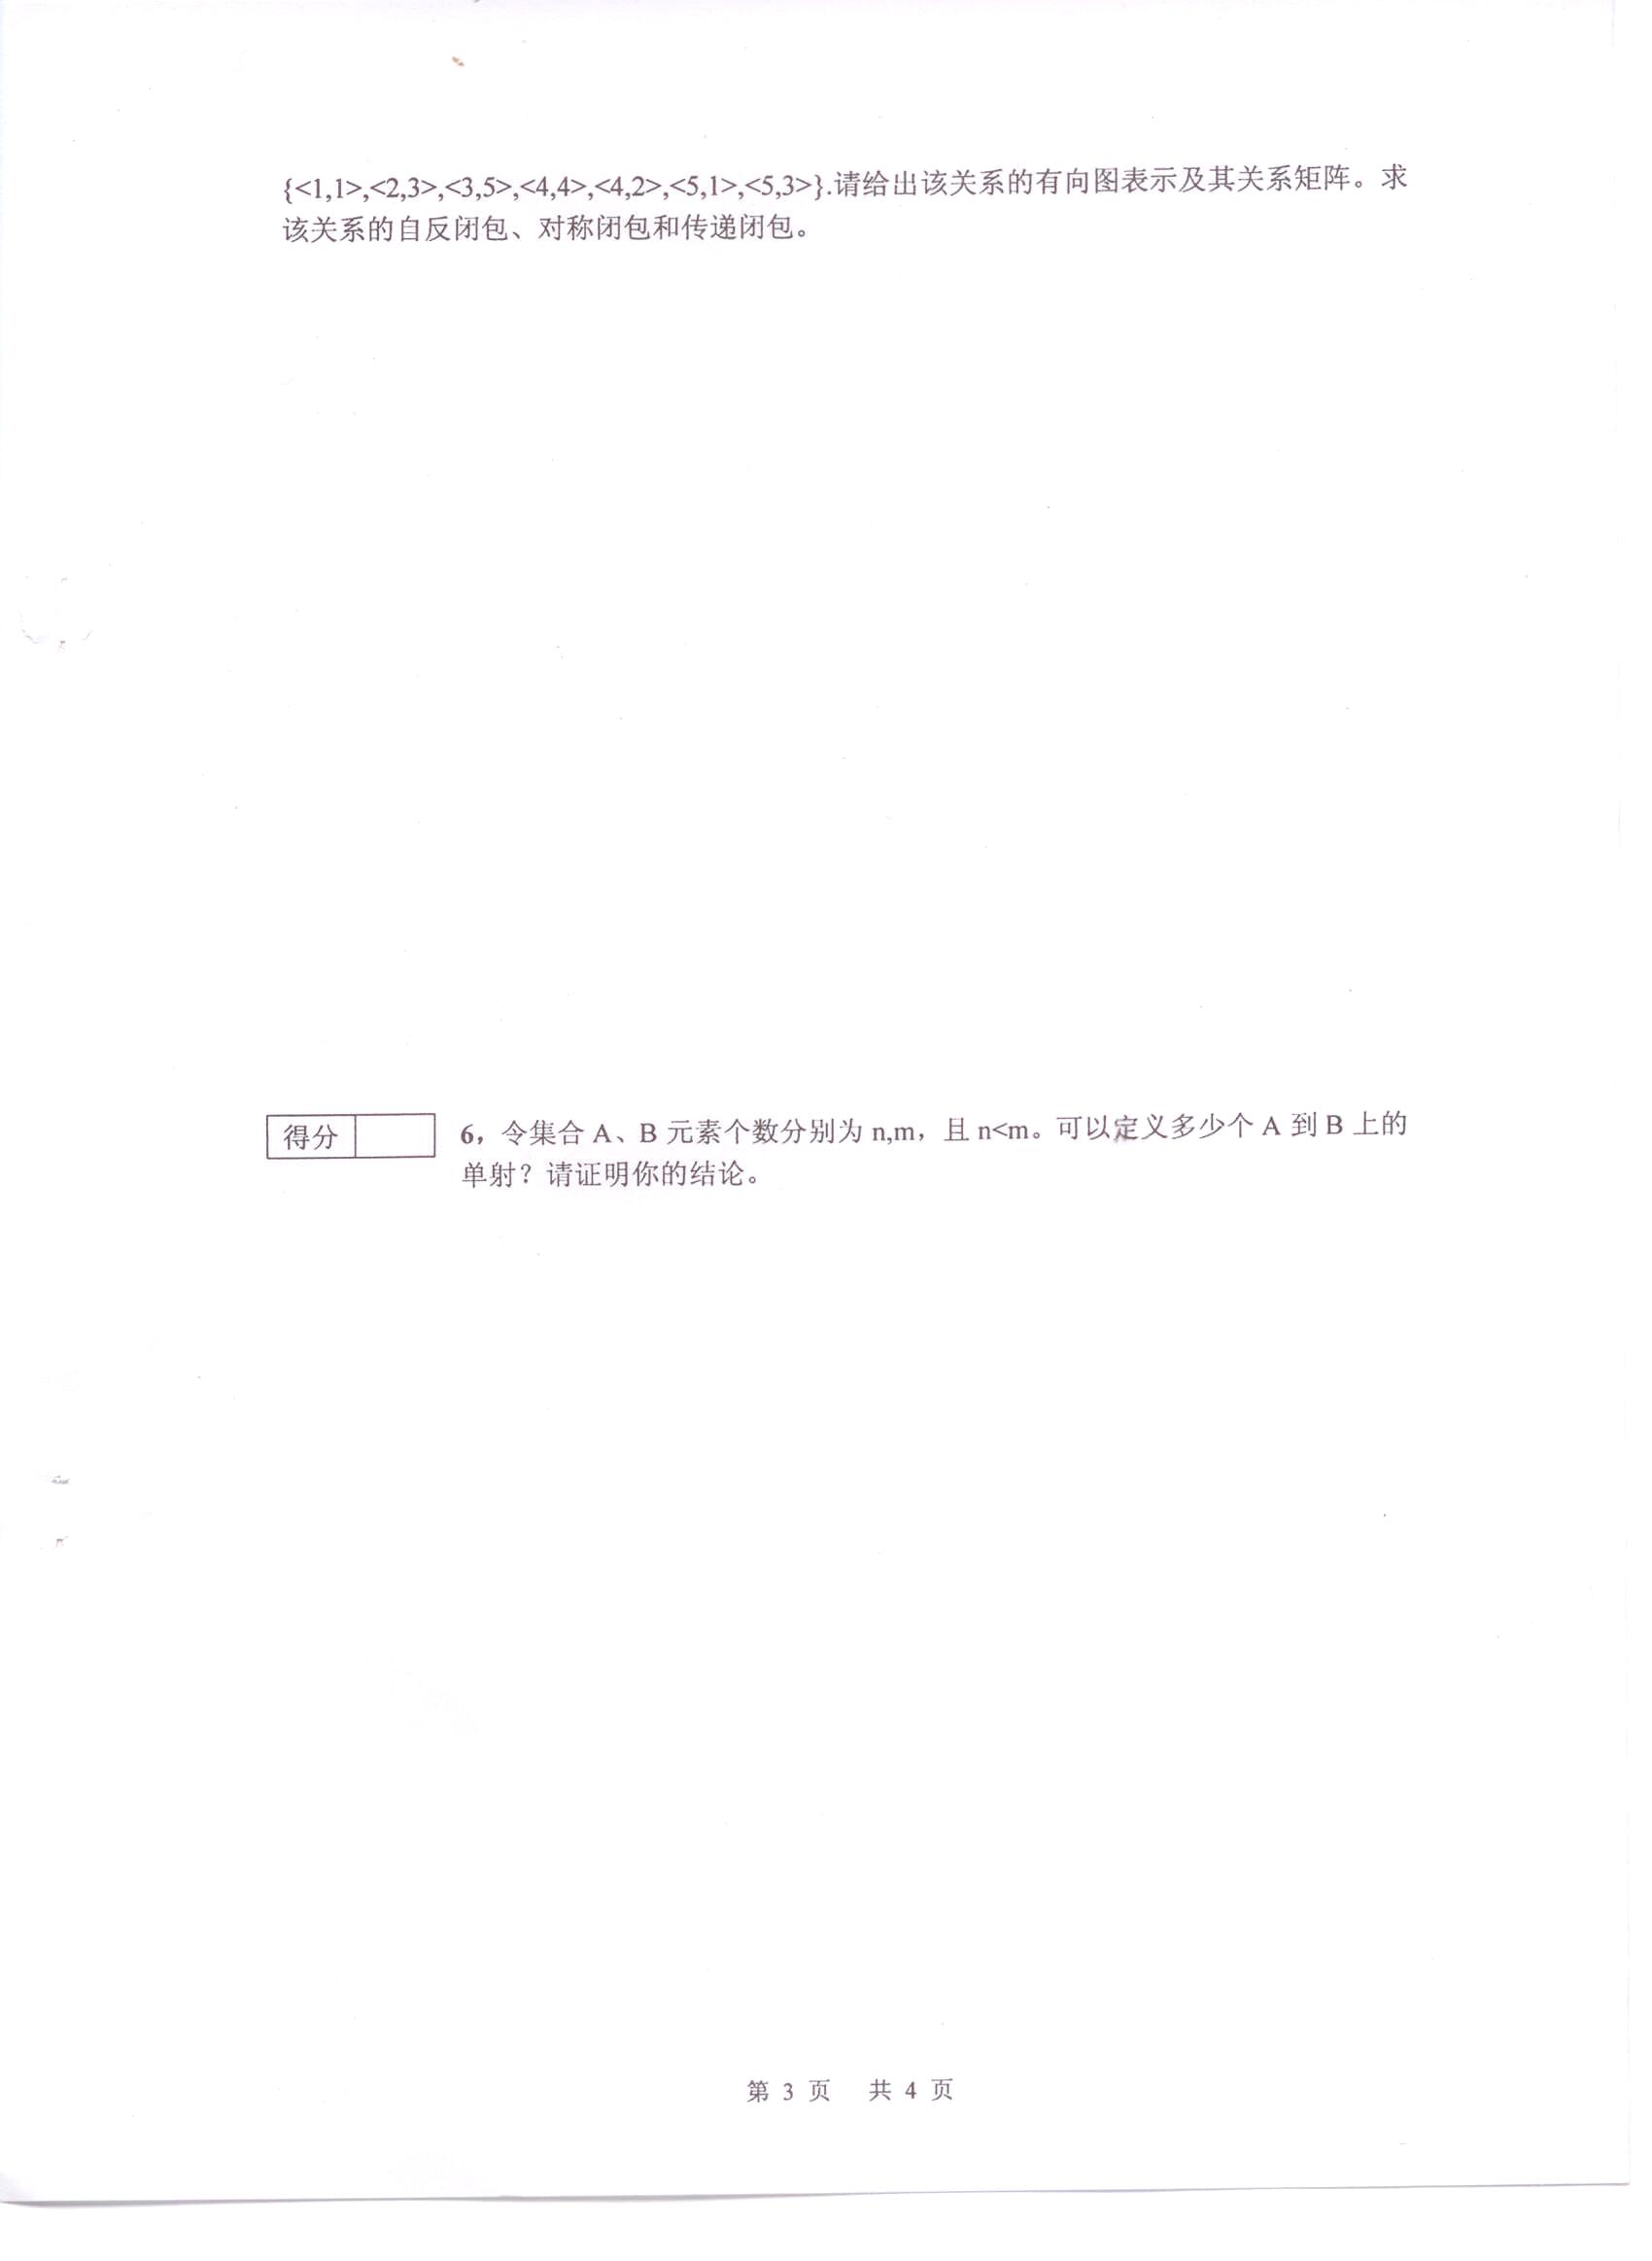 {<1,1>,<2,3>,<3,5>,<4,4>,<4,2>,<5,1>,<5,3>}.请给出该关系的有向图表示及其关系矩阵。求
该关系的自反闭包、对称闭包和传递闭包。
得分
6，令集合 A、B 元素个数分别为 n,m，且 n<m。可以定义多少个 A 到 B 上的
单射？请证明你的结论。
第 3 页 共 4 页